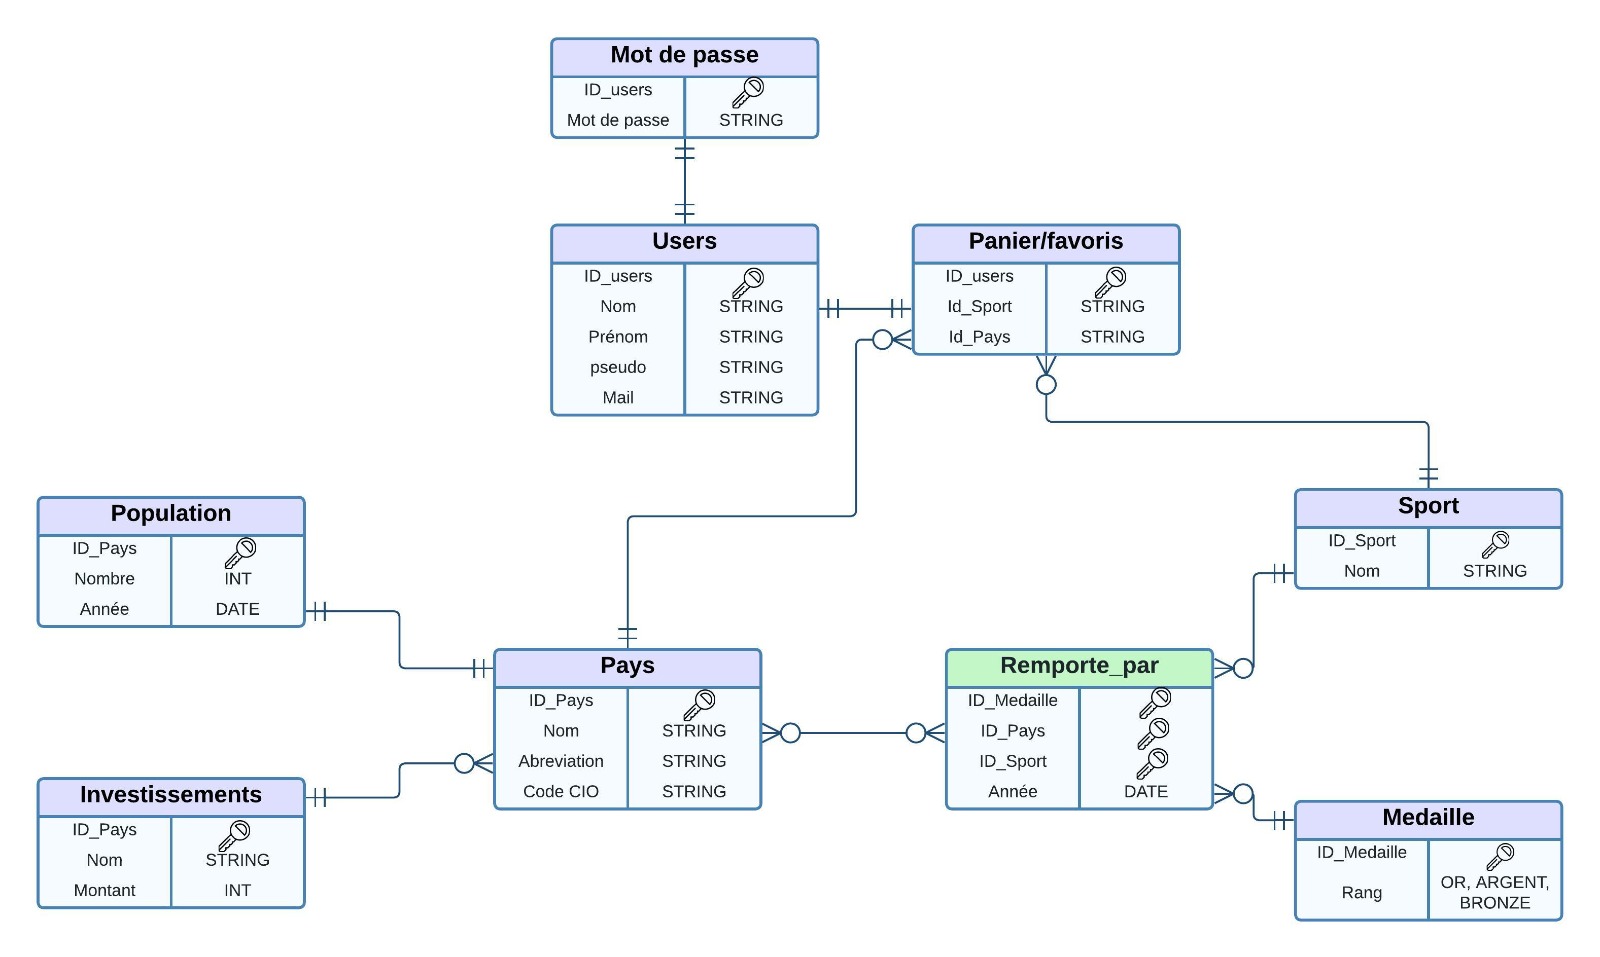 Mot de passe
ID_users
Mot de passe STRING
Users
ID_users
Nom STRING
Prénom STRING
pseudo STRING
Mail STRING
Panier/favoris
ID_users
Id_Sport STRING
Id_Pays STRING
Population
ID_Pays
Nombre INT
Année DATE
Sport
ID_Sport
Nom STRING
Pays
ID_Pays
Nom STRING
Abreviation STRING
Code CIO STRING
Remporte_par
ID_Medaille
ID_Pays
ID_Sport
Année DATE
Investissements
ID_Pays
Nom STRING
Montant INT
Medaille
ID_Medaille
Rang OR, ARGENT,
BRONZE